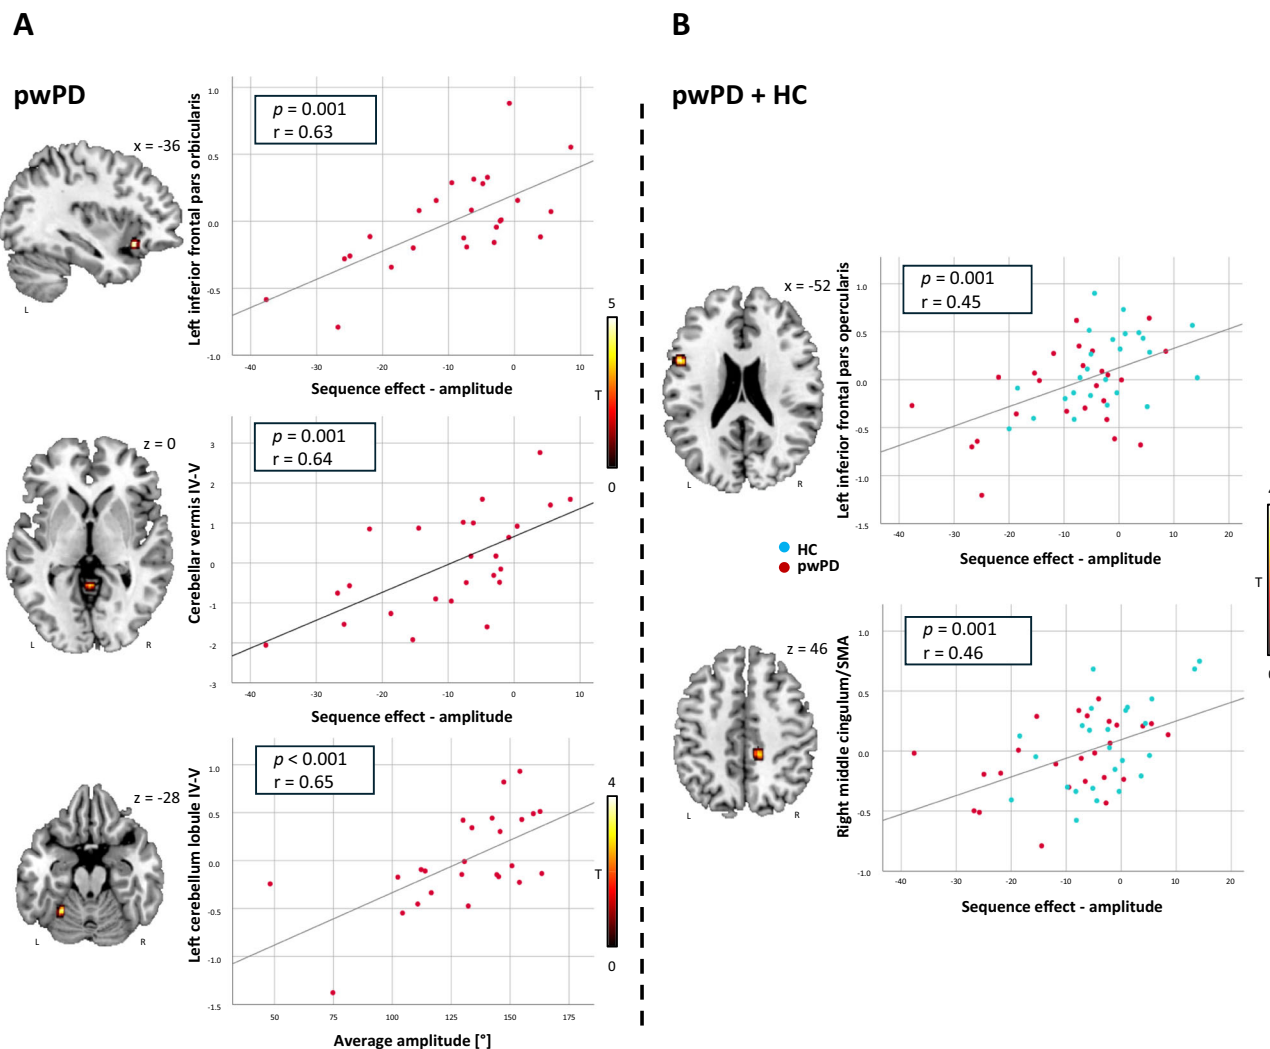 A
pwPD
x = -36
L
Left inferior frontal pars orbicularis
1.0
0.5
0.0
-0.5
-1.0
p = 0.001
r = 0.63
-40
-30
-20
-10
0
10
Sequence effect - amplitude
5
T
0
z = 0
L
R
Cerebellar vermis IV-V
3
2
1
0
-1
-2
-3
p = 0.001
r = 0.64
-40
-30
-20
-10
0
10
Sequence effect - amplitude
z = -28
L
R
Left cerebellum lobule IV-V
1.0
0.5
0.0
-0.5
-1.0
-1.5
p < 0.001
r = 0.65
50
75
100
125
150
175
Average amplitude [°]
4
T
0
B
pwPD + HC
x = -52
L
R
Left inferior frontal pars opercularis
1.0
0.5
0.0
-0.5
-1.0
-1.5
p = 0.001
r = 0.45
-40
-30
-20
-10
0
10
20
Sequence effect - amplitude
HC
pwPD
T
z = 46
L
R
Right middle cingulum/SMA
1.0
0.5
0.0
-0.5
-1.0
p = 0.001
r = 0.46
-40
-30
-20
-10
0
10
20
Sequence effect - amplitude